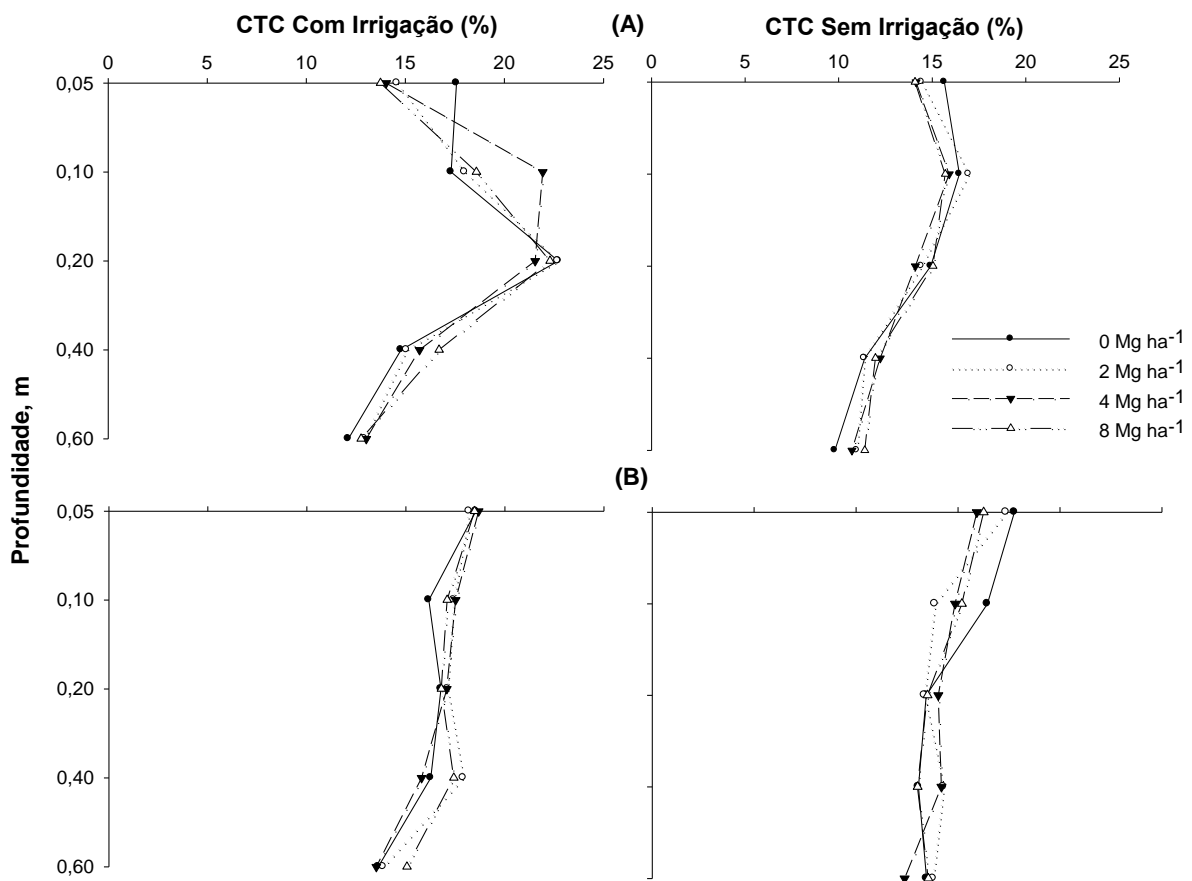 CTC Com Irrigação (%) (A) CTC Sem Irrigação (%)
0 5 10 15 20 25 0 5 10 15 20 25
0,05
0,10
0,20
0,40
0,60
0 Mg ha-1
2 Mg ha-1
4 Mg ha-1
8 Mg ha-1
Profundidade, m
(B)
0,05
0,10
0,20
0,40
0,60